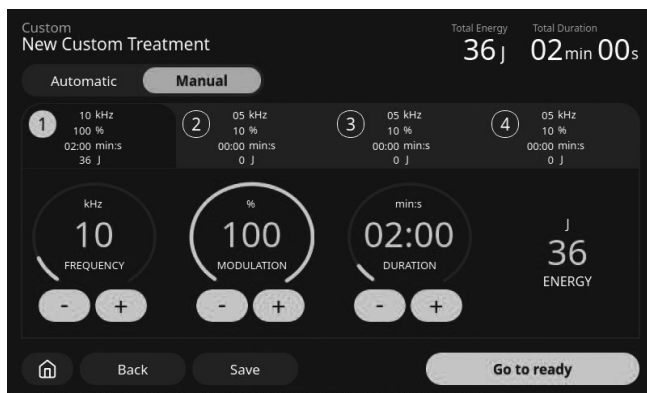 Custom
New Custom Treatment
Total Energy
36 J
Total Duration
02min 00s
Automatic
Manual
1
10 kHz
100 %
02:00 min:s
36 J
2
05 kHz
10 %
00:00 min:s
0 J
3
05 kHz
10 %
00:00 min:s
0 J
4
05 kHz
10 %
00:00 min:s
0 J
kHz
10
FREQUENCY
- +
%
100
MODULATION
- +
min:s
02:00
DURATION
- +
J
36
ENERGY
Back
Save
Go to ready